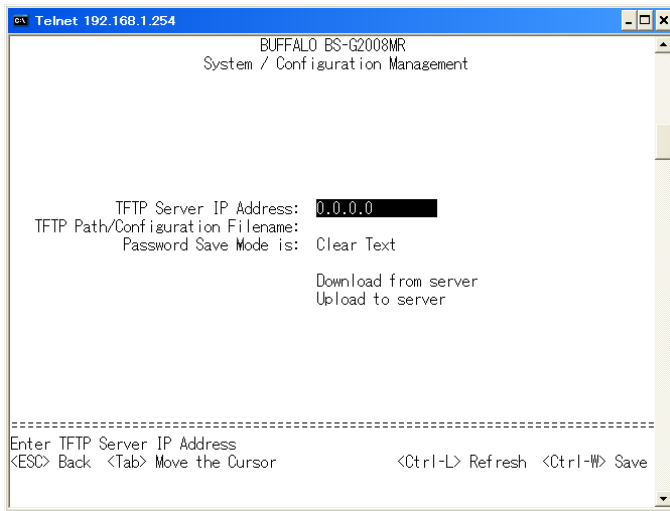 Telnet 192.168.1.254
BUFFALO BS-G2008MR
System / Configuration Management
TFTP Server IP Address: 0.0.0.0
TFTP Path/Configuration Filename:
Password Save Mode is: Clear Text
Download from server
Upload to server
Enter TFTP Server IP Address
<ESC> Back <Tab> Move the Cursor <Ctrl-L> Refresh <Ctrl-W> Save